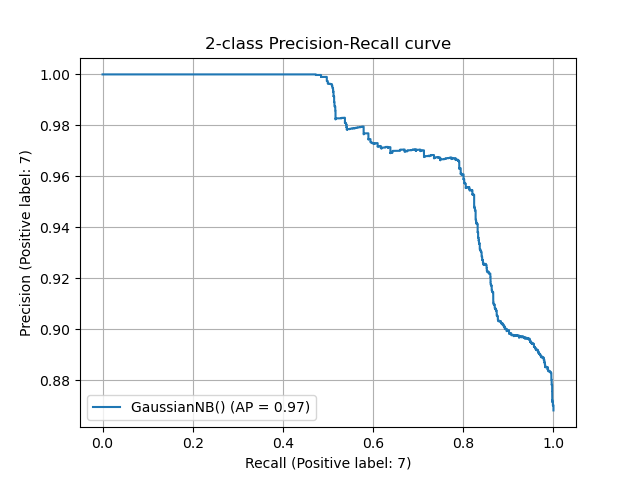 2-class Precision-Recall curve
1.00
0.98
0.96
0.94
0.92
0.90
0.88
Precision (Positive label: 7)
GaussianNB() (AP = 0.97)
0.0 0.2 0.4 0.6 0.8 1.0
Recall (Positive label: 7)